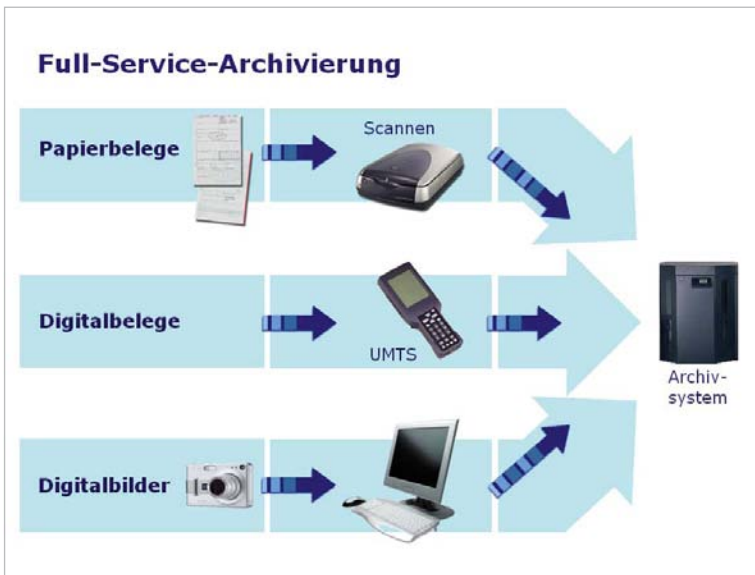 Full-Service-Archivierung
Papierbelege
Scannen
Digitalbelege
UMTS
Archiv-
system
Digitalbilder